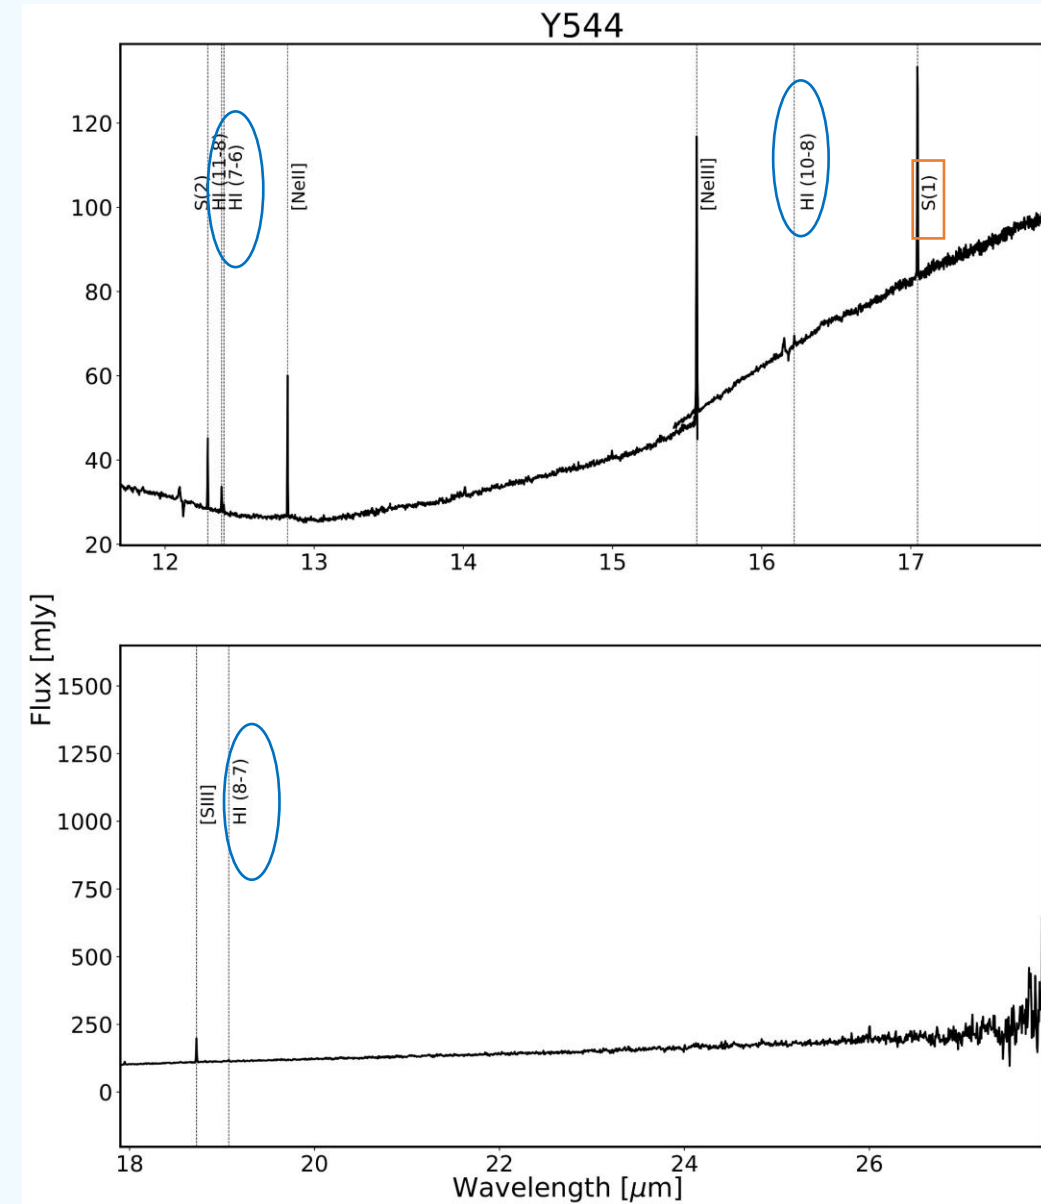 Y544
120
100
80
60
40
20
S(2)
HI (11-8)
HI (7-6)
[NeII]
[NeIII]
HI (10-8)
S(1)
12 13 14 15 16 17
Flux [mJy]
1500
1250
1000
750
500
250
0
[SIII]
HI (8-7)
18 20 22 24 26
Wavelength [μm]